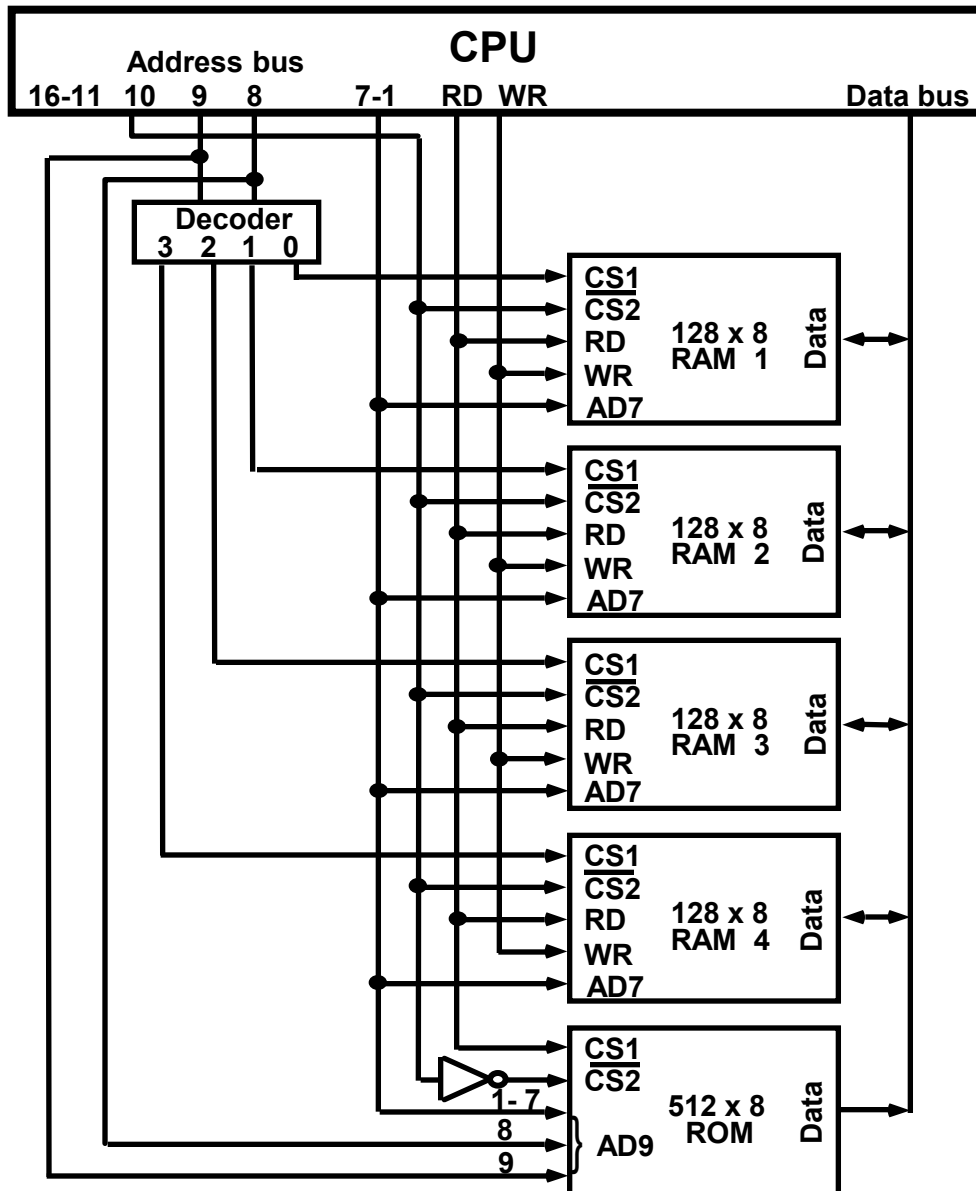 CPU
Address bus
16-11 10 9 8 7-1 RD WR Data bus
Decoder
3 2 1 0
CS1
CS2
RD
WR
AD7
128 x 8
RAM 1
Data
CS1
CS2
RD
WR
AD7
128 x 8
RAM 2
Data
CS1
CS2
RD
WR
AD7
128 x 8
RAM 3
Data
CS1
CS2
RD
WR
AD7
128 x 8
RAM 4
Data
CS1
CS2
1- 7
8
9
AD9
512 x 8
ROM
Data